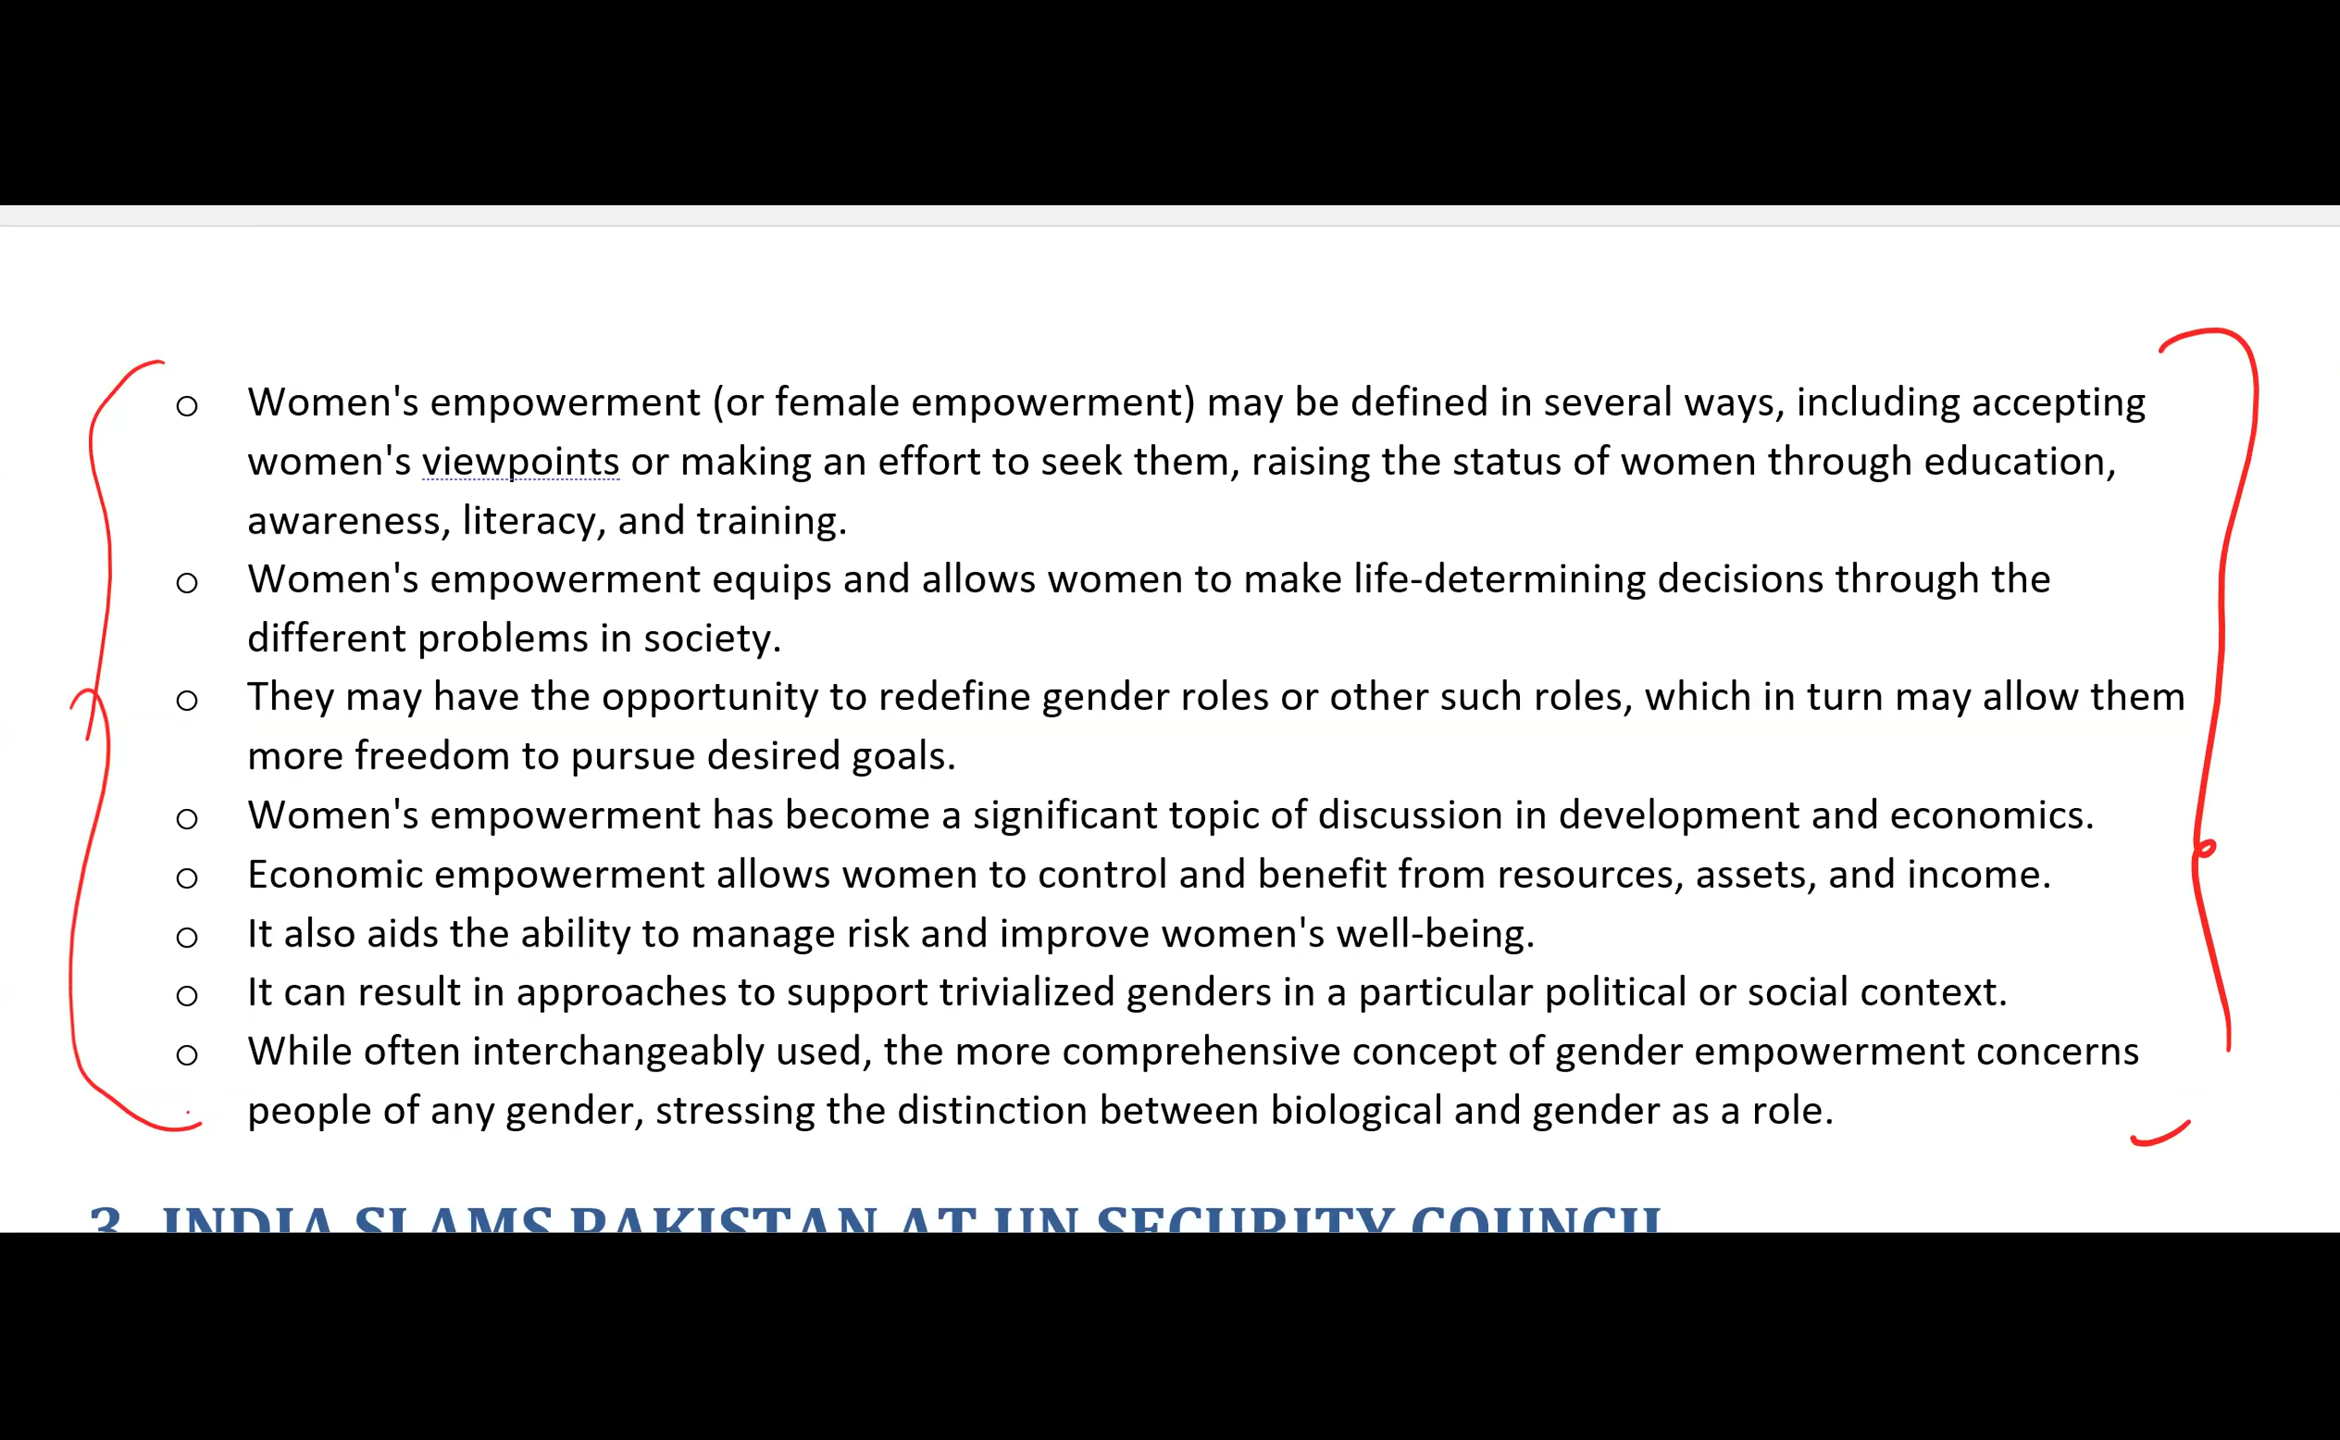 ○ Women's empowerment (or female empowerment) may be defined in several ways, including accepting
women's viewpoints or making an effort to seek them, raising the status of women through education,
awareness, literacy, and training.
○ Women's empowerment equips and allows women to make life-determining decisions through the
different problems in society.
○ They may have the opportunity to redefine gender roles or other such roles, which in turn may allow them
more freedom to pursue desired goals.
○ Women's empowerment has become a significant topic of discussion in development and economics.
○ Economic empowerment allows women to control and benefit from resources, assets, and income.
○ It also aids the ability to manage risk and improve women's well-being.
○ It can result in approaches to support trivialized genders in a particular political or social context.
○ While often interchangeably used, the more comprehensive concept of gender empowerment concerns
people of any gender, stressing the distinction between biological and gender as a role.
3. INDIA SLAMS PAKISTAN AT UN SECURITY COUNCIL